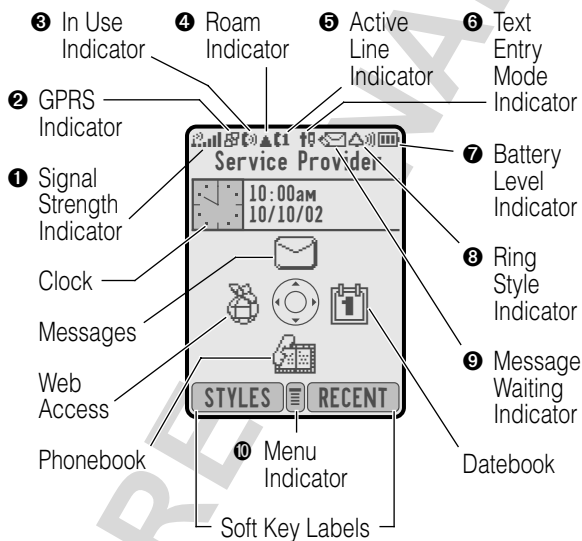 ❸ In Use Indicator
❹ Roam Indicator
❺ Active Line Indicator
❻ Text Entry Mode Indicator
❷ GPRS Indicator
❶ Signal Strength Indicator
Service Provider
10:00AM
10/10/02
❼ Battery Level Indicator
❽ Ring Style Indicator
❾ Message Waiting Indicator
Clock
Messages
Web Access
Phonebook
1
STYLES
RECENT
❿ Menu Indicator
Datebook
Soft Key Labels